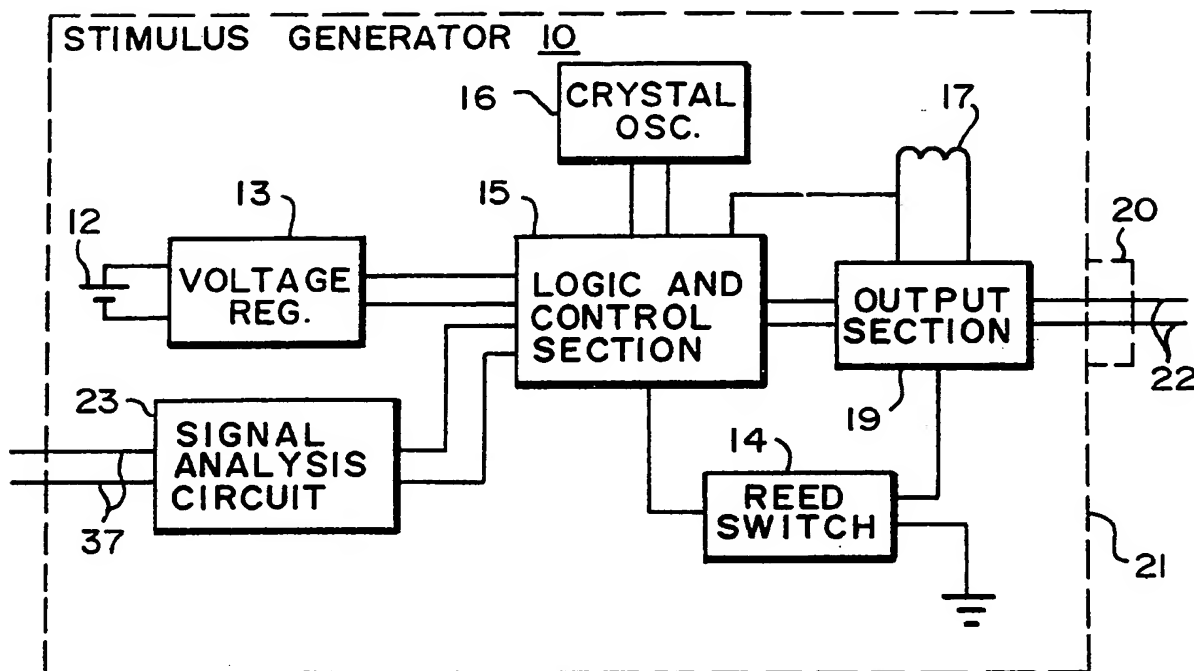 STIMULUS GENERATOR 10
16
CRYSTAL
OSC.
17
12
13
15
20
VOLTAGE
REG.
LOGIC AND
CONTROL
SECTION
OUTPUT
SECTION
22
23
SIGNAL
ANALYSIS
CIRCUIT
19
14
REED
SWITCH
37
21